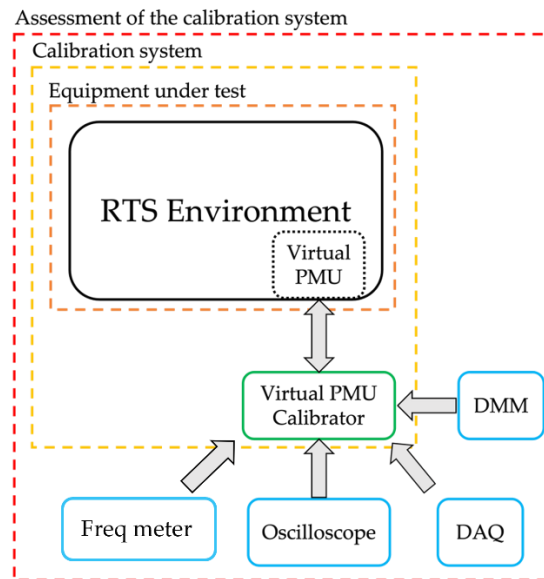 Assessment of the calibration system
Calibration system
Equipment under test
RTS Environment
Virtual
PMU
Virtual PMU
Calibrator
DMM
Freq meter
Oscilloscope
DAQ